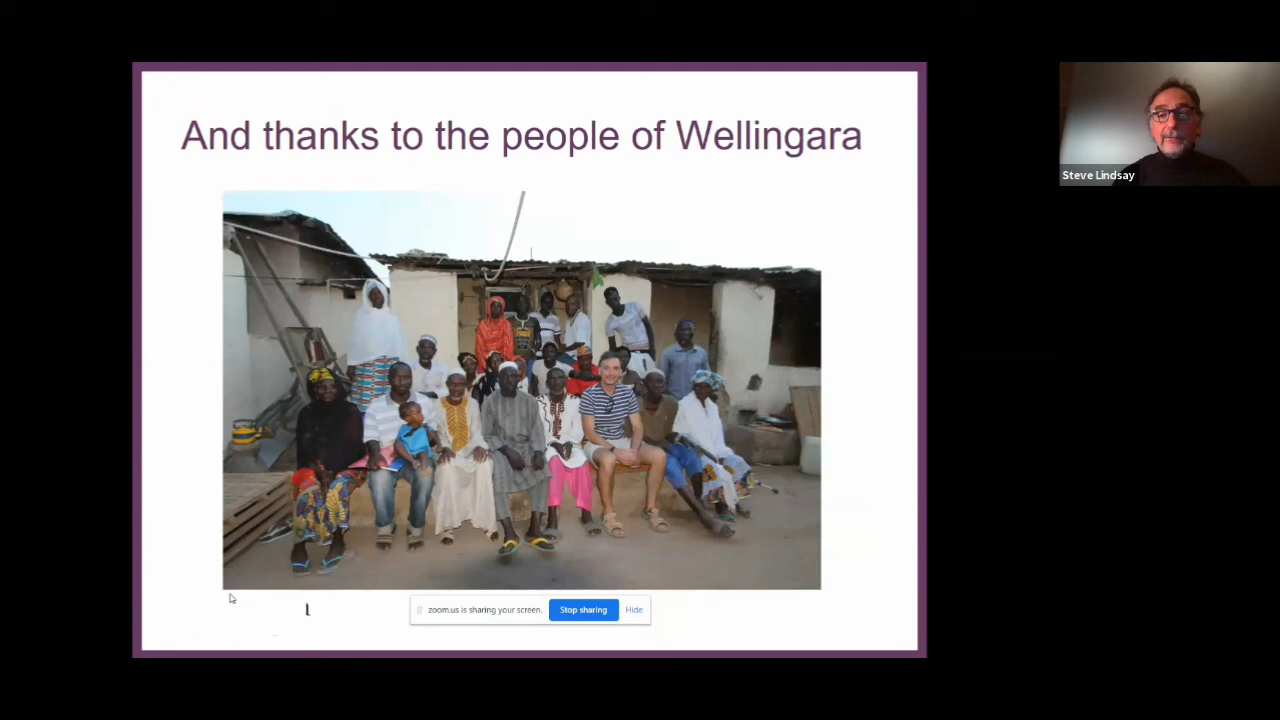 And thanks to the people of Wellingara
Steve Lindsay
zoom.us is sharing your screen. Stop sharing Hide